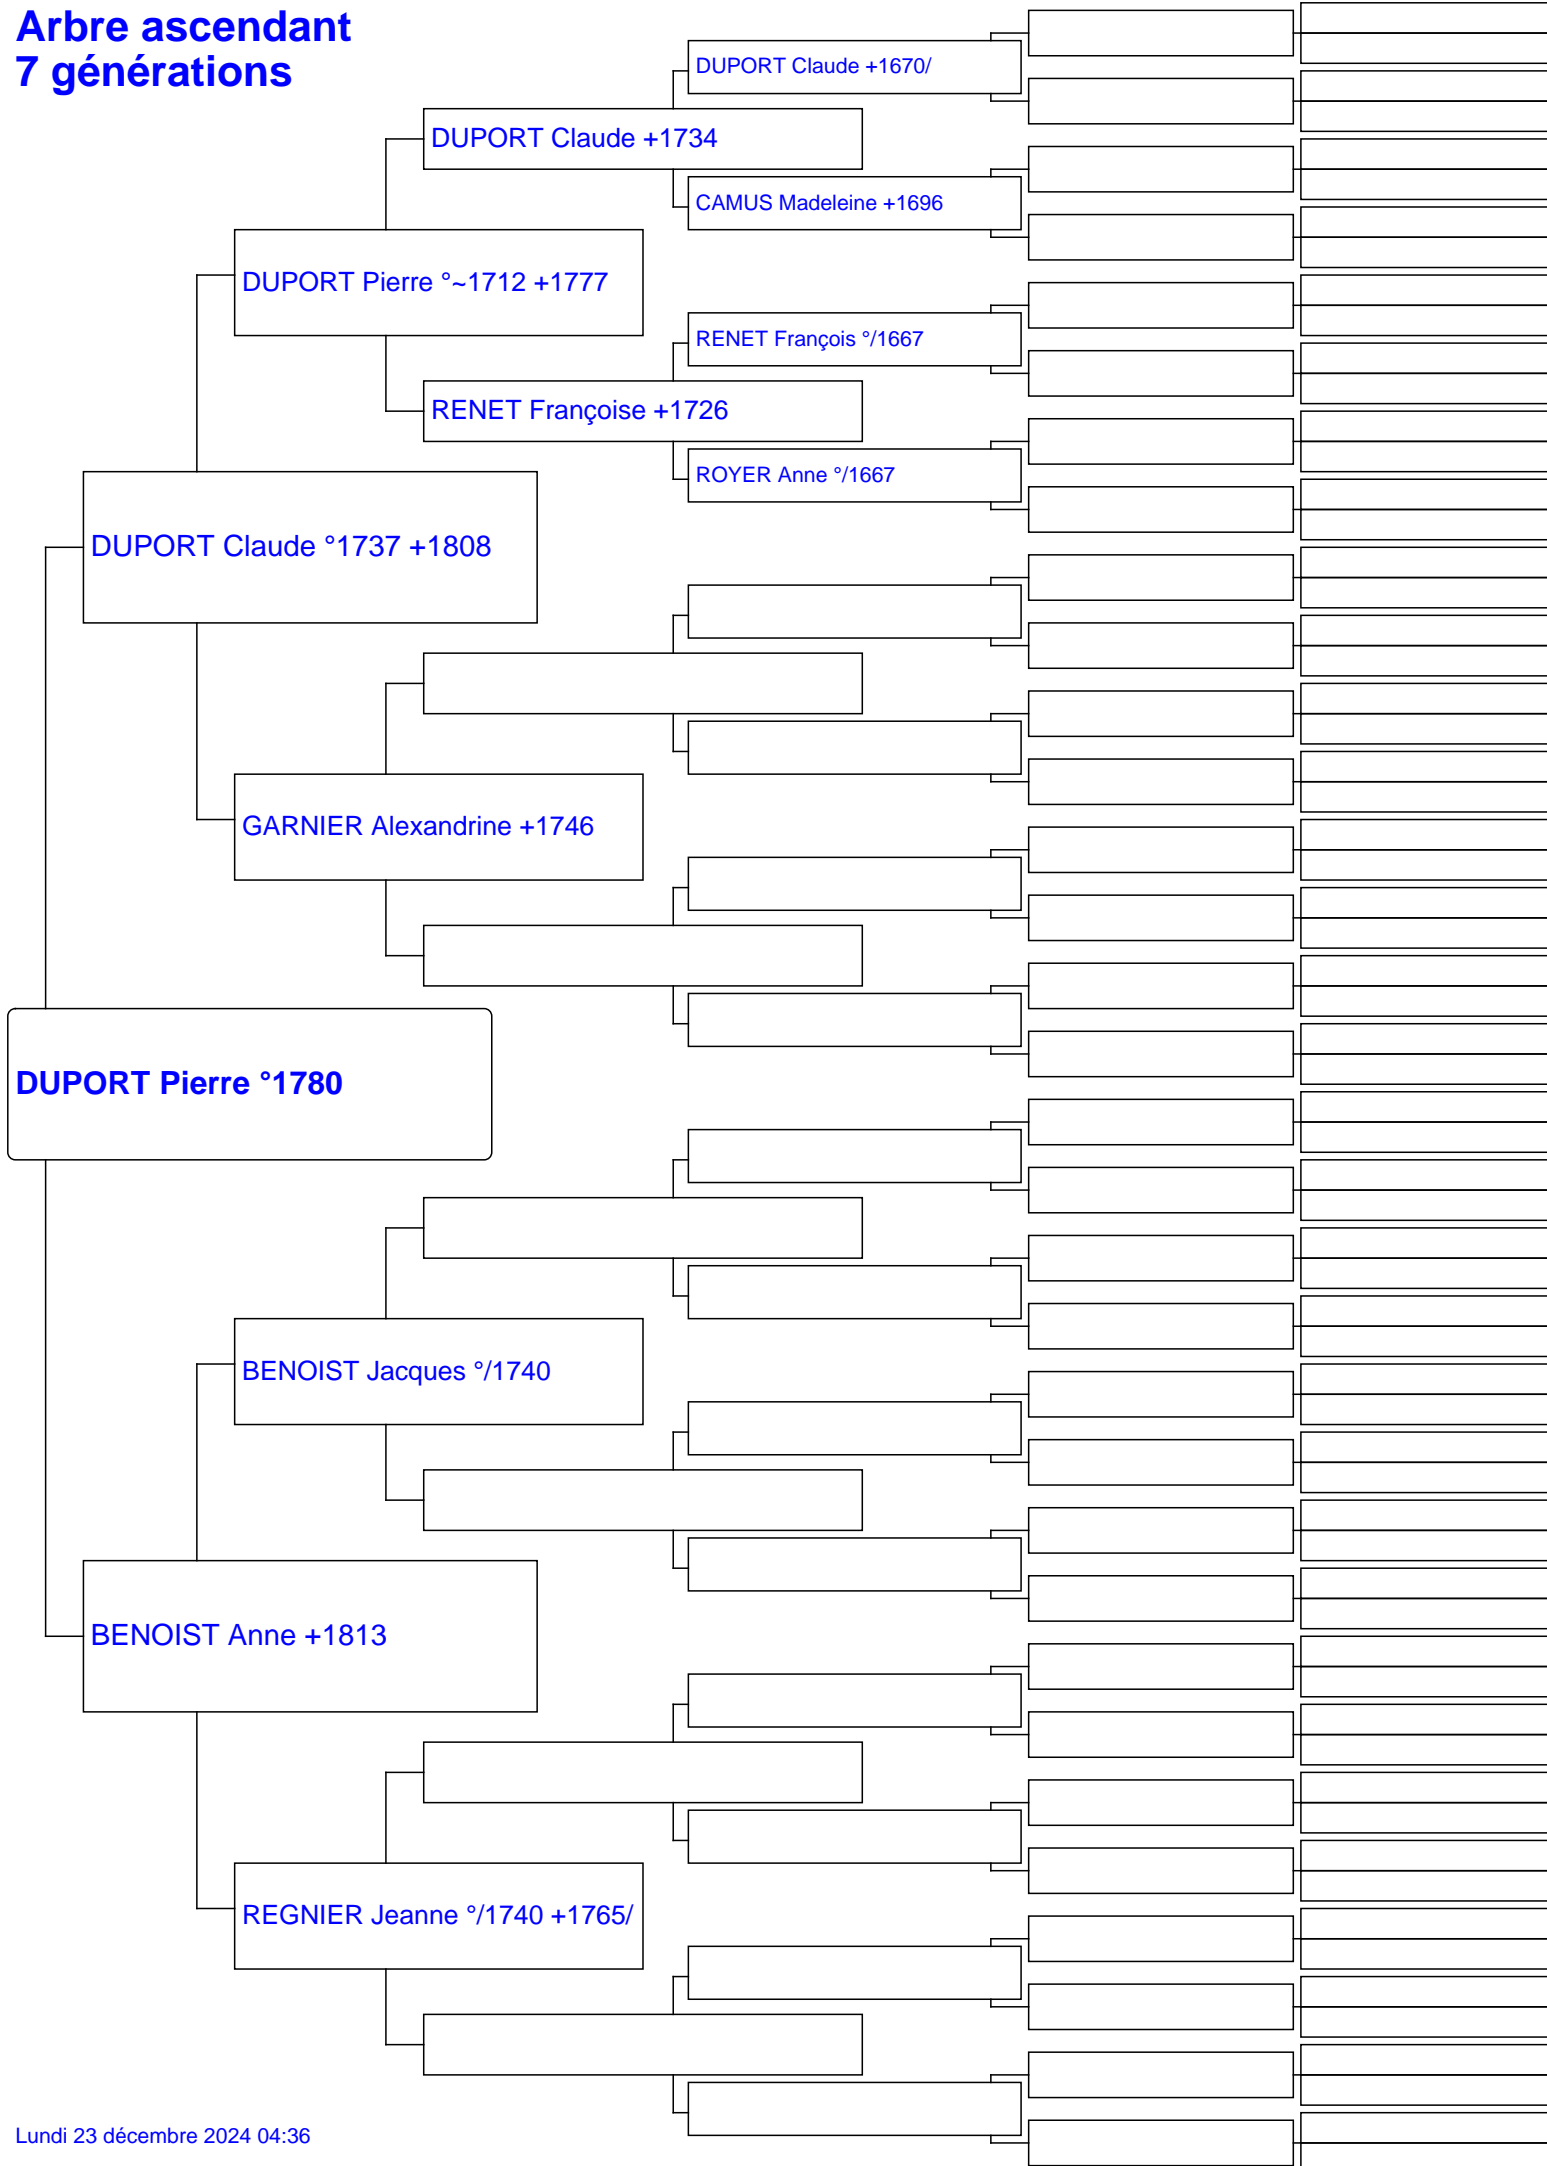 Arbre ascendant
7 générations
DUPORT Claude +1670/
DUPORT Claude +1734
CAMUS Madeleine +1696
DUPORT Pierre °~1712 +1777
RENET François °/1667
RENET Françoise +1726
ROYER Anne °/1667
DUPORT Claude °1737 +1808
GARNIER Alexandrine +1746
DUPORT Pierre °1780
BENOIST Jacques °/1740
BENOIST Anne +1813
REGNIER Jeanne °/1740 +1765/
Lundi 23 décembre 2024 04:36